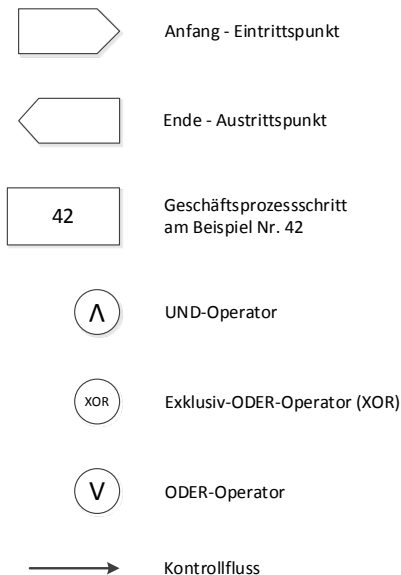 Anfang - Eintrittspunkt
Ende - Austrittspunkt
42
Geschäftsprozessschritt
am Beispiel Nr. 42
Λ
UND-Operator
XOR
Exklusiv-ODER-Operator (XOR)
V
ODER-Operator
Kontrollfluss